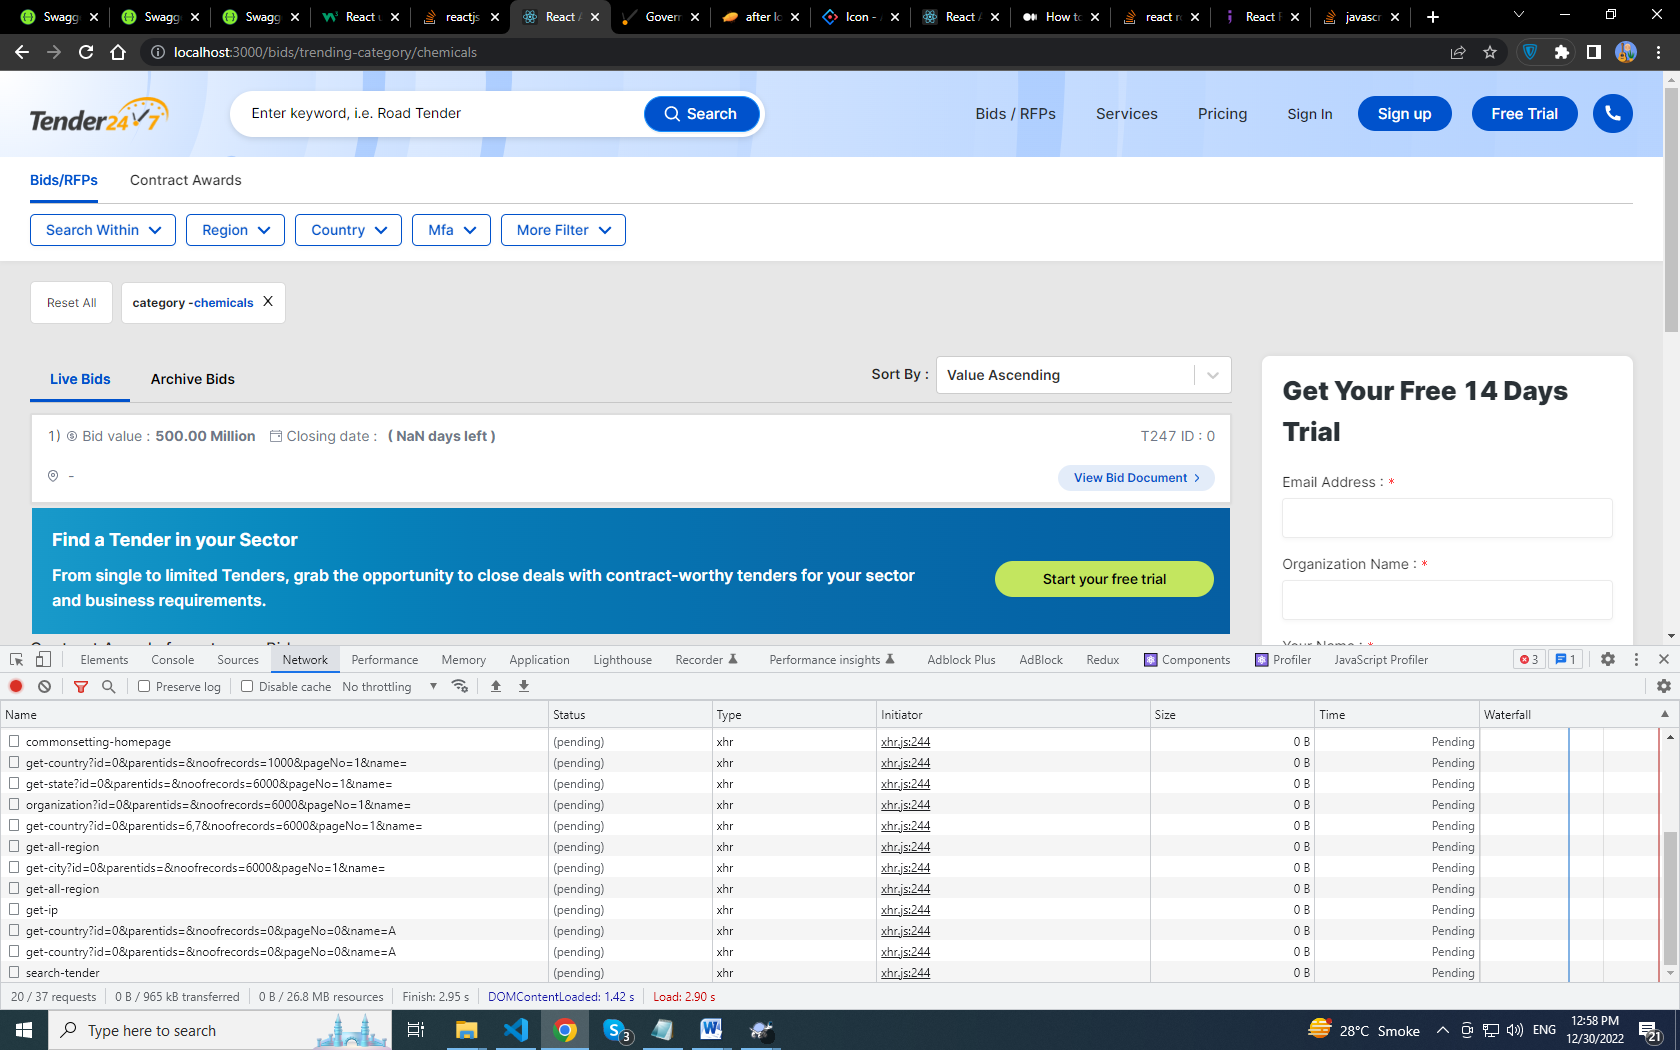 Swagg
Swagg
Swagg
React u
reactjs
React A
Govern
after lo
Icon - A
React A
How to
react ro
React F
javascr
localhost:3000/bids/trending-category/chemicals
Tender24 7
Enter keyword, i.e. Road Tender
Search
Bids / RFPs
Services
Pricing
Sign In
Sign up
Free Trial
Bids/RFPs
Contract Awards
Search Within
Region
Country
Mfa
More Filter
Reset All
category -chemicals X
Live Bids
Archive Bids
Sort By :
Value Ascending
1) Bid value : 500.00 Million Closing date : ( NaN days left )
T247 ID : 0
-
View Bid Document >
Find a Tender in your Sector
From single to limited Tenders, grab the opportunity to close deals with contract-worthy tenders for your sector
and business requirements.
Start your free trial
Get Your Free 14 Days
Trial
Email Address : *
Organization Name : *
Your Name : *
Elements Console Sources Network Performance Memory Application Lighthouse Recorder Performance insights Adblock Plus AdBlock Redux Components Profiler JavaScript Profiler 3 1
Preserve log Disable cache No throttling
Name Status Type Initiator Size Time Waterfall
commonsetting-homepage (pending) xhr xhr.js:244 0 B Pending
get-country?id=0&parentids=&noofrecords=1000&pageNo=1&name= (pending) xhr xhr.js:244 0 B Pending
get-state?id=0&parentids=&noofrecords=6000&pageNo=1&name= (pending) xhr xhr.js:244 0 B Pending
organization?id=0&parentids=&noofrecords=6000&pageNo=1&name= (pending) xhr xhr.js:244 0 B Pending
get-country?id=0&parentids=6,7&noofrecords=6000&pageNo=1&name= (pending) xhr xhr.js:244 0 B Pending
get-all-region (pending) xhr xhr.js:244 0 B Pending
get-city?id=0&parentids=&noofrecords=6000&pageNo=1&name= (pending) xhr xhr.js:244 0 B Pending
get-all-region (pending) xhr xhr.js:244 0 B Pending
get-ip (pending) xhr xhr.js:244 0 B Pending
get-country?id=0&parentids=&noofrecords=0&pageNo=0&name=A (pending) xhr xhr.js:244 0 B Pending
get-country?id=0&parentids=&noofrecords=0&pageNo=0&name=A (pending) xhr xhr.js:244 0 B Pending
search-tender (pending) xhr xhr.js:244 0 B Pending
20 / 37 requests 0 B / 965 kB transferred 0 B / 26.8 MB resources Finish: 2.95 s DOMContentLoaded: 1.42 s Load: 2.90 s
Type here to search
3
28°C Smoke
ENG
12:58 PM
12/30/2022
21